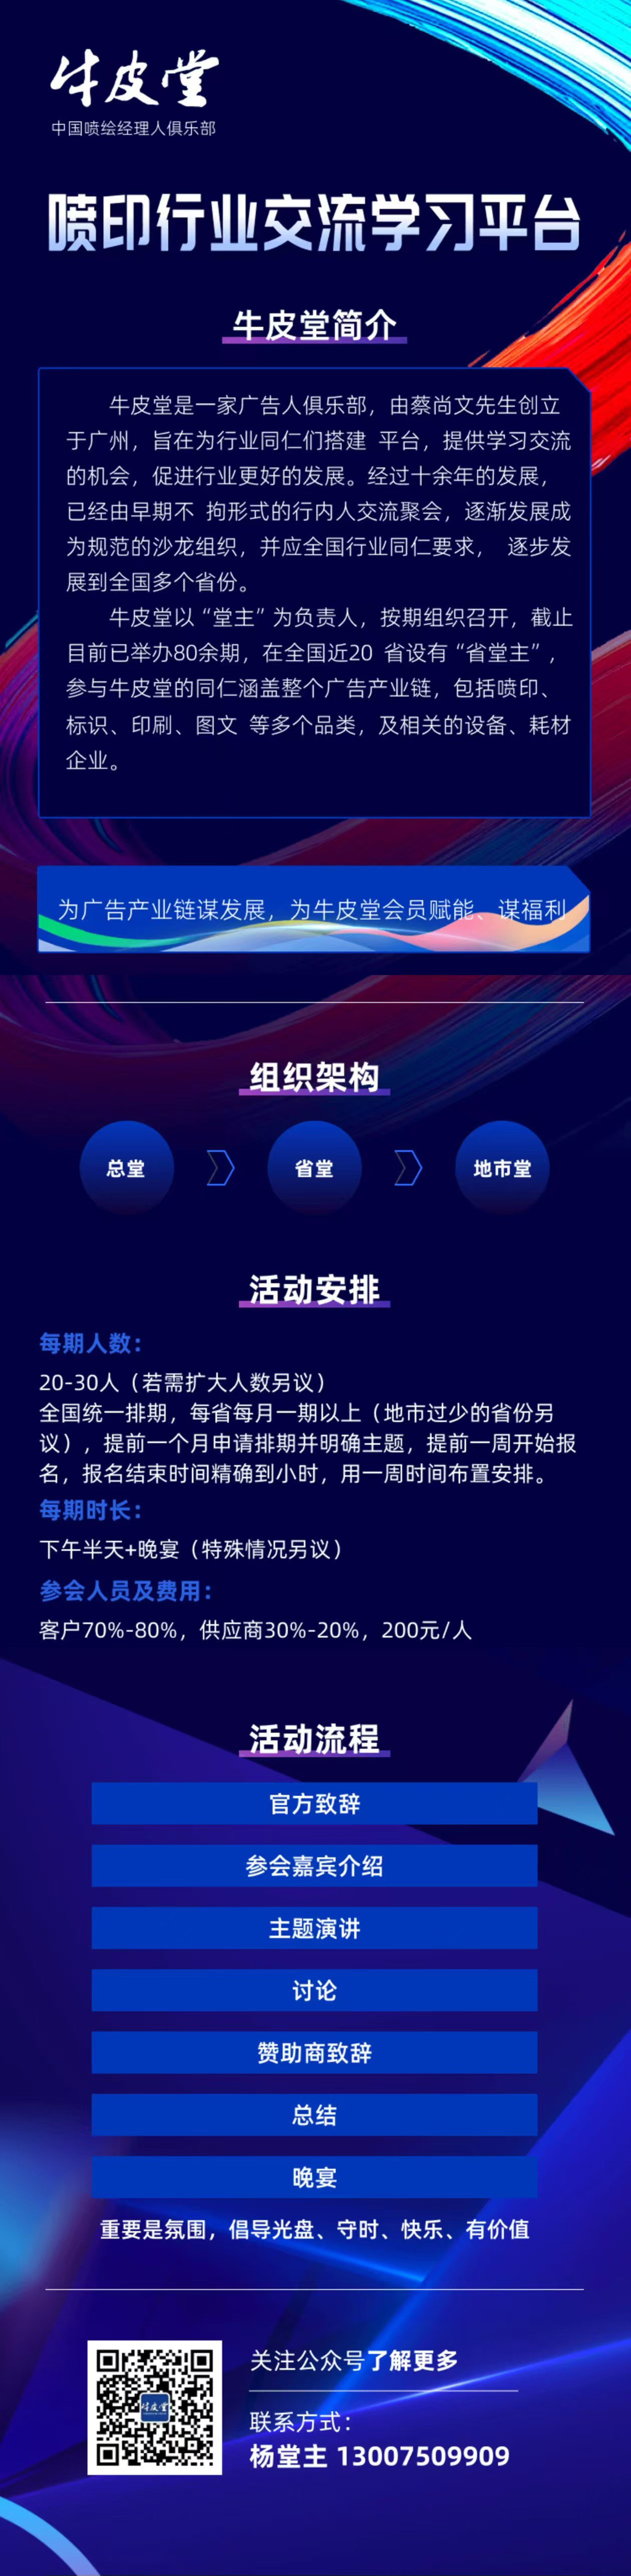 牛皮堂
中国喷绘经理人俱乐部
喷印行业交流学习平台
牛皮堂简介
牛皮堂是一家广告人俱乐部，由蔡尚文先生创立
于广州，旨在为行业同仁们搭建 平台，提供学习交流
的机会，促进行业更好的发展。经过十余年的发展，
已经由早期不 拘形式的行内人交流聚会，逐渐发展成
为规范的沙龙组织，并应全国行业同仁要求， 逐步发
展到全国多个省份。
牛皮堂以“堂主”为负责人，按期组织召开，截止
目前已举办80余期，在全国近20 省设有“省堂主”，
参与牛皮堂的同仁涵盖整个广告产业链，包括喷印、
标识、印刷、图文 等多个品类，及相关的设备、耗材
企业。
为广告产业链谋发展，为牛皮堂会员赋能、谋福利
组织架构
总堂 省堂 地市堂
活动安排
每期人数：
20-30人（若需扩大人数另议）
全国统一排期，每省每月一期以上（地市过少的省份另
议），提前一个月申请排期并明确主题，提前一周开始报
名，报名结束时间精确到小时，用一周时间布置安排。
每期时长：
下午半天+晚宴（特殊情况另议）
参会人员及费用：
客户70%-80%，供应商30%-20%，200元/人
活动流程
官方致辞
参会嘉宾介绍
主题演讲
讨论
赞助商致辞
总结
晚宴
重要是氛围，倡导光盘、守时、快乐、有价值
牛皮堂
关注公众号了解更多
联系方式：
杨堂主 13007509909